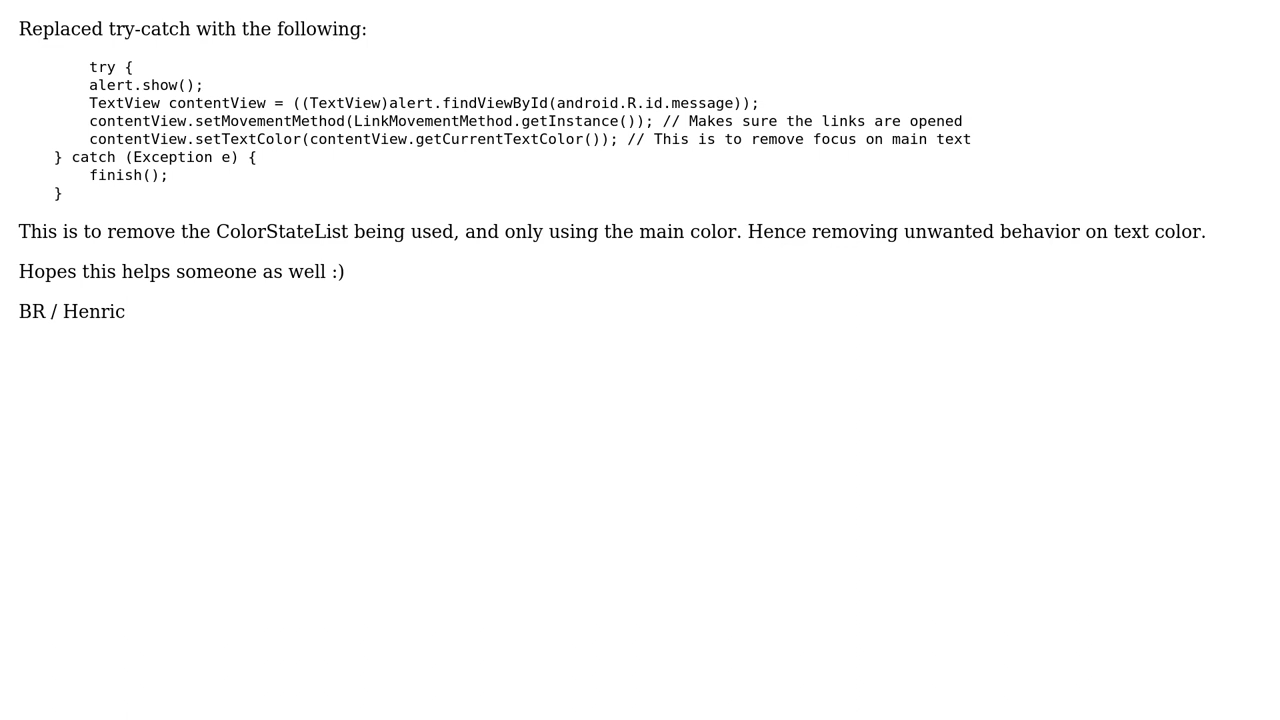 Replaced try-catch with the following:
        try {
        alert.show();
        TextView contentView = ((TextView)alert.findViewById(android.R.id.message));
        contentView.setMovementMethod(LinkMovementMethod.getInstance()); // Makes sure the links are opened
        contentView.setTextColor(contentView.getCurrentTextColor()); // This is to remove focus on main text
    } catch (Exception e) {
        finish();
    }
This is to remove the ColorStateList being used, and only using the main color. Hence removing unwanted behavior on text color.
Hopes this helps someone as well :)
BR / Henric